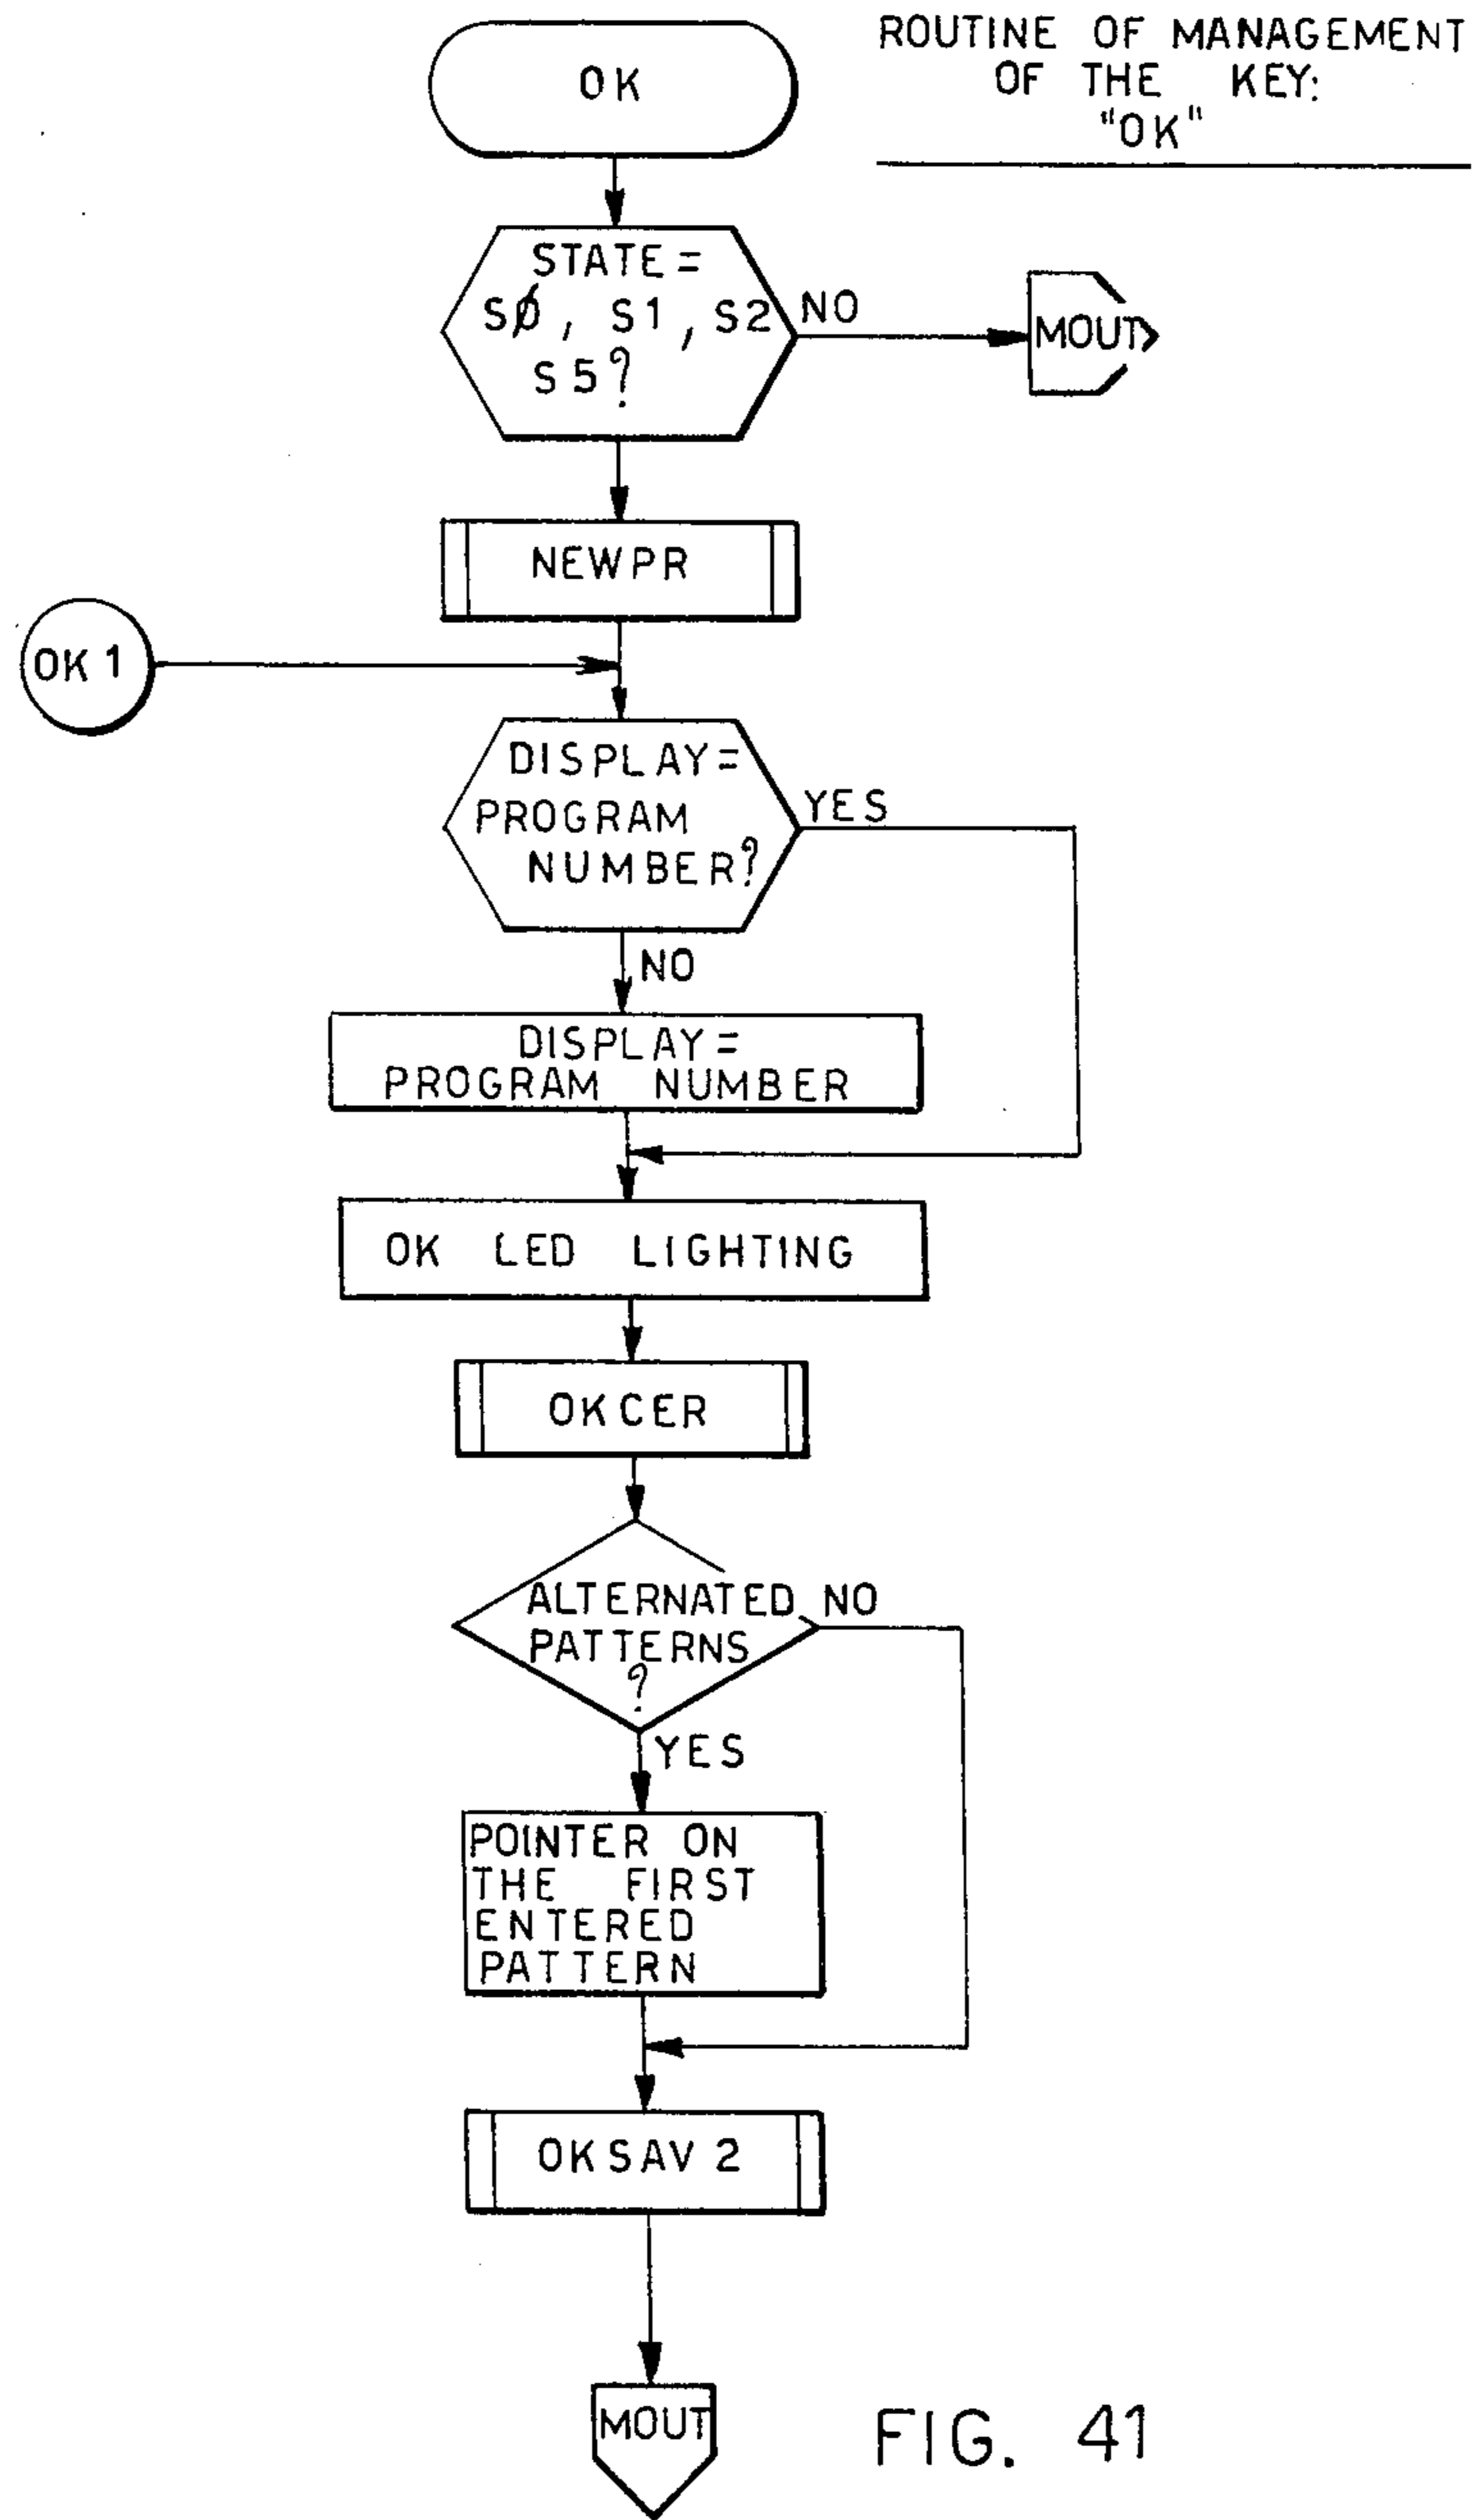 OK
ROUTINE OF MANAGEMENT
OF THE KEY:
"OK"
STATE=
SØ, S1, S2
S5?
NO
MOUT
NEWPR
OK1
DISPLAY=
PROGRAM
NUMBER?
YES
NO
DISPLAY=
PROGRAM NUMBER
OK LED LIGHTING
OKCER
ALTERNATED
PATTERNS
?
NO
YES
POINTER ON
THE FIRST
ENTERED
PATTERN
OKSAV 2
MOUT
FIG. 41